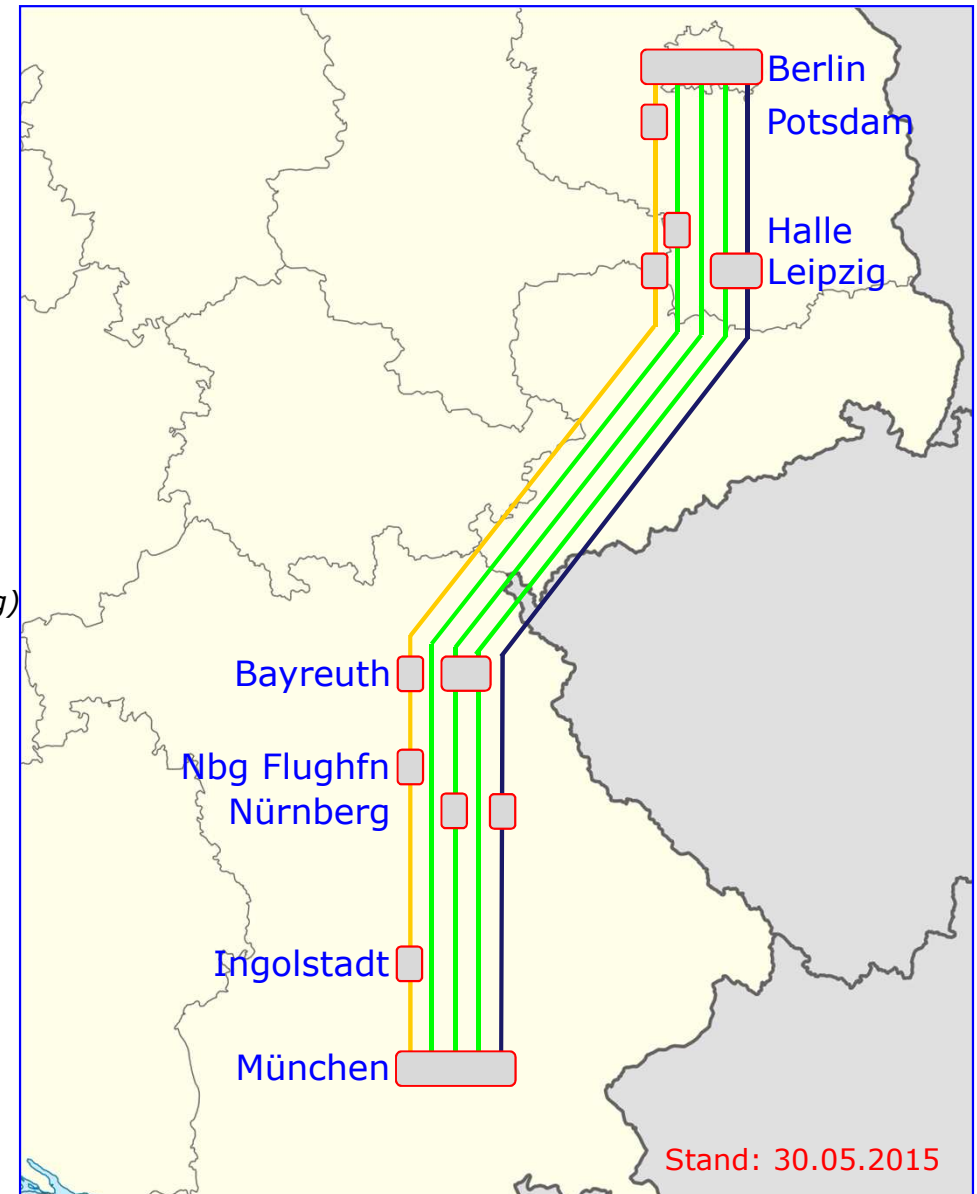 Berlin
Potsdam
Halle
Leipzig
g)
Bayreuth
Nbg Flughfn
Nürnberg
Ingolstadt
München
Stand: 30.05.2015